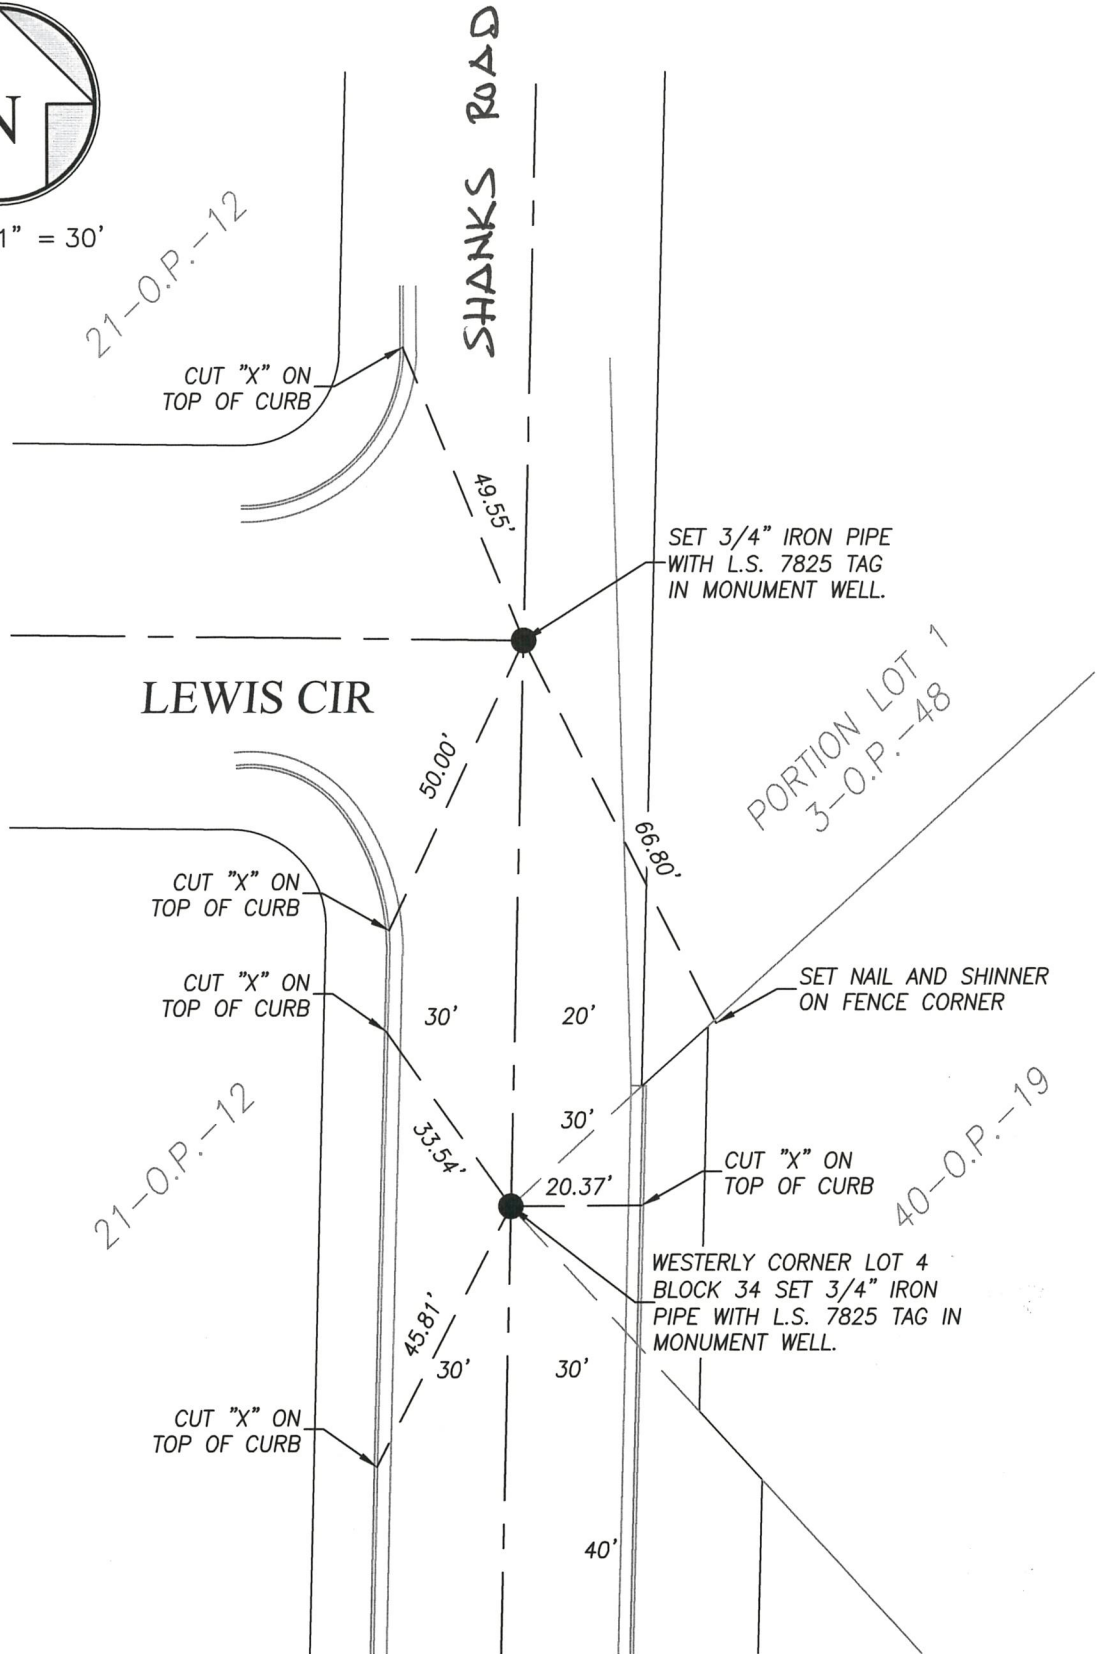 SHANKS ROAD
N
1" = 30'
21-O.P.-12
CUT "X" ON
TOP OF CURB
49.55'
SET 3/4" IRON PIPE
WITH L.S. 7825 TAG
IN MONUMENT WELL.
LEWIS CIR
PORTION LOT 1
3-O.P.-48
50.00'
66.80'
CUT "X" ON
TOP OF CURB
CUT "X" ON
TOP OF CURB
30'
20'
SET NAIL AND SHINNER
ON FENCE CORNER
21-O.P.-12
33.54'
30'
20.37'
CUT "X" ON
TOP OF CURB
40-O.P.-19
WESTERLY CORNER LOT 4
BLOCK 34 SET 3/4" IRON
PIPE WITH L.S. 7825 TAG IN
MONUMENT WELL.
45.81'
30'
30'
CUT "X" ON
TOP OF CURB
40'